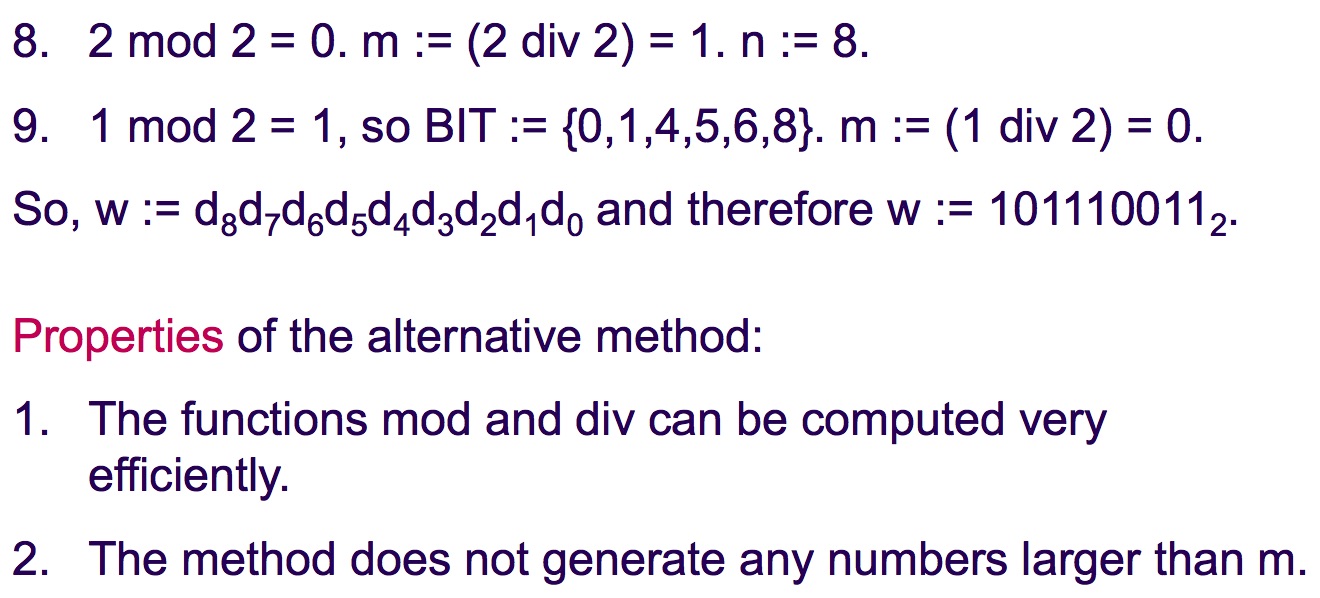 8. 2 mod 2 = 0. m := (2 div 2) = 1. n := 8.
9. 1 mod 2 = 1, so BIT := {0,1,4,5,6,8}. m := (1 div 2) = 0.
So, w := d₈d₇d₆d₅d₄d₃d₂d₁d₀ and therefore w := 101110011₂.
Properties of the alternative method:
1. The functions mod and div can be computed very
efficiently.
2. The method does not generate any numbers larger than m.